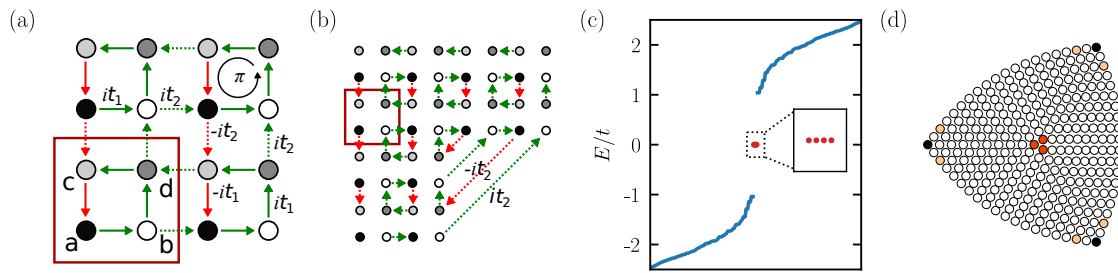 (a)
π
it₁
it₂
-it₂
it₂
c
d
-it₁
it₁
a
b
(b)
-it₂
it₂
(c)
E/t
2
1
0
-1
-2
(d)